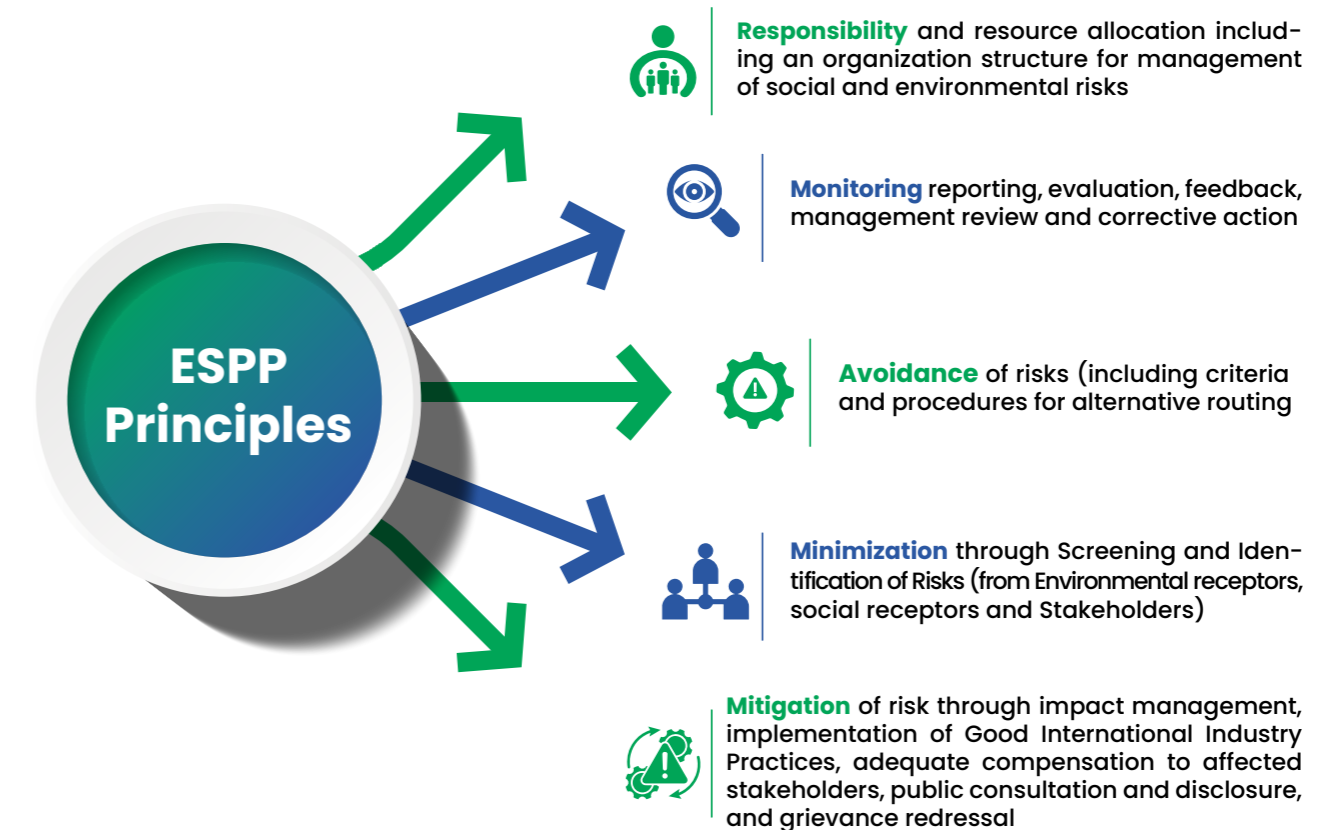 ESPP
Principles
Responsibility and resource allocation includ-
ing an organization structure for management
of social and environmental risks
Monitoring reporting, evaluation, feedback,
management review and corrective action
Avoidance of risks (including criteria
and procedures for alternative routing
Minimization through Screening and Iden-
tification of Risks (from Environmental receptors,
social receptors and Stakeholders)
Mitigation of risk through impact management,
implementation of Good International Industry
Practices, adequate compensation to affected
stakeholders, public consultation and disclosure,
and grievance redressal